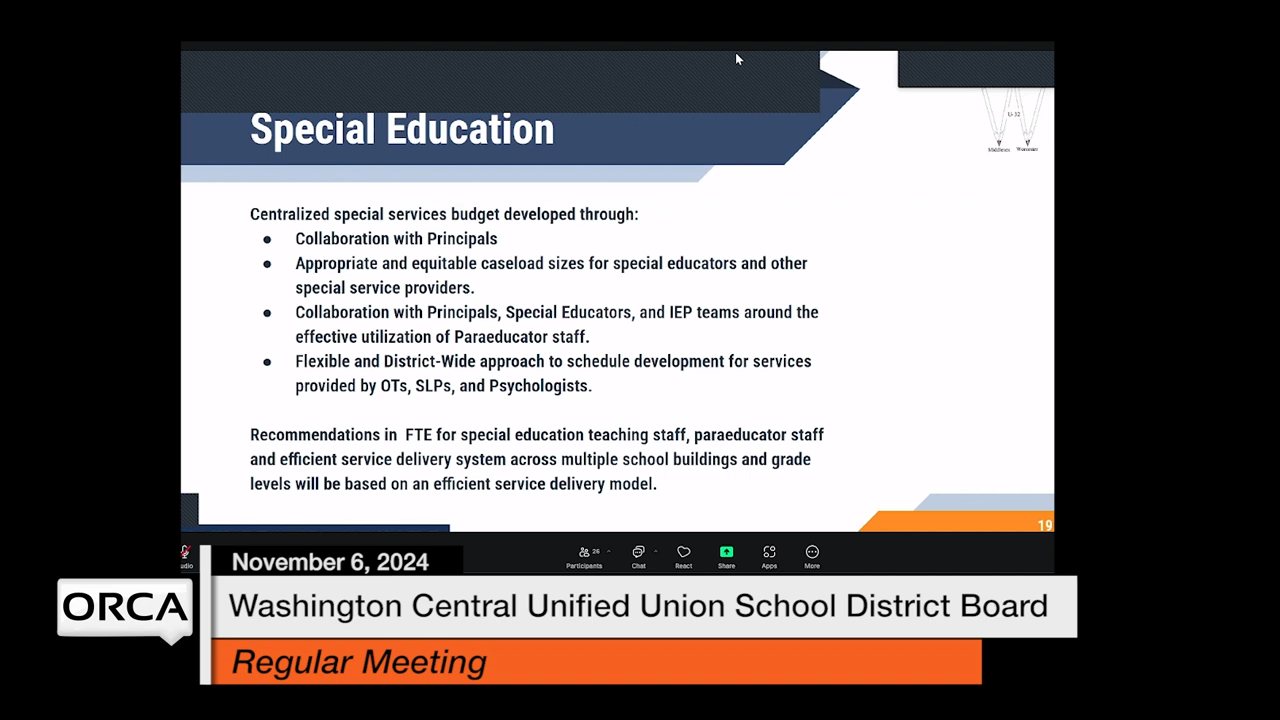 Special Education
U-32
Middlesex Worcester
Centralized special services budget developed through:
● Collaboration with Principals
● Appropriate and equitable caseload sizes for special educators and other
special service providers.
● Collaboration with Principals, Special Educators, and IEP teams around the
effective utilization of Paraeducator staff.
● Flexible and District-Wide approach to schedule development for services
provided by OTs, SLPs, and Psychologists.
Recommendations in FTE for special education teaching staff, paraeducator staff
and efficient service delivery system across multiple school buildings and grade
levels will be based on an efficient service delivery model.
19
26
udio Participants Chat React Share Apps More
November 6, 2024
ORCA
Washington Central Unified Union School District Board
Regular Meeting